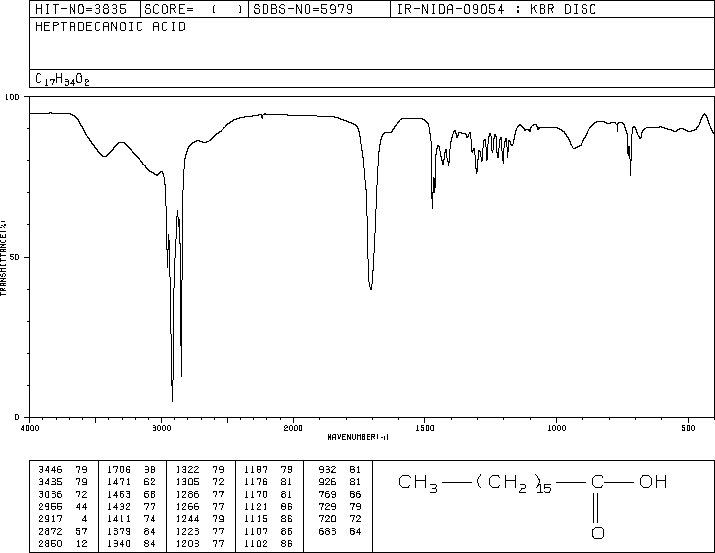 HIT-NO=3835 SCORE= ( ) SDBS-NO=5979 IR-NIDA-09054 : KBR DISC
HEPTADECANOIC ACID
C17H34O2
100
50
0
TRANSMITTANCE(%)
4000 3000 2000 1500 1000 500
WAVENUMBER(-1)
3446 79 1706 38 1322 79 1187 79 932 81
3435 79 1471 62 1305 72 1176 81 926 81
3036 72 1463 66 1286 77 1170 81 769 86
2955 44 1432 77 1266 77 1121 86 729 79
2917 4 1411 74 1244 79 1115 86 720 72
2872 57 1379 84 1223 77 1107 86 683 84
2850 12 1340 84 1203 77 1102 86
CH3 (CH2)15 C OH
O